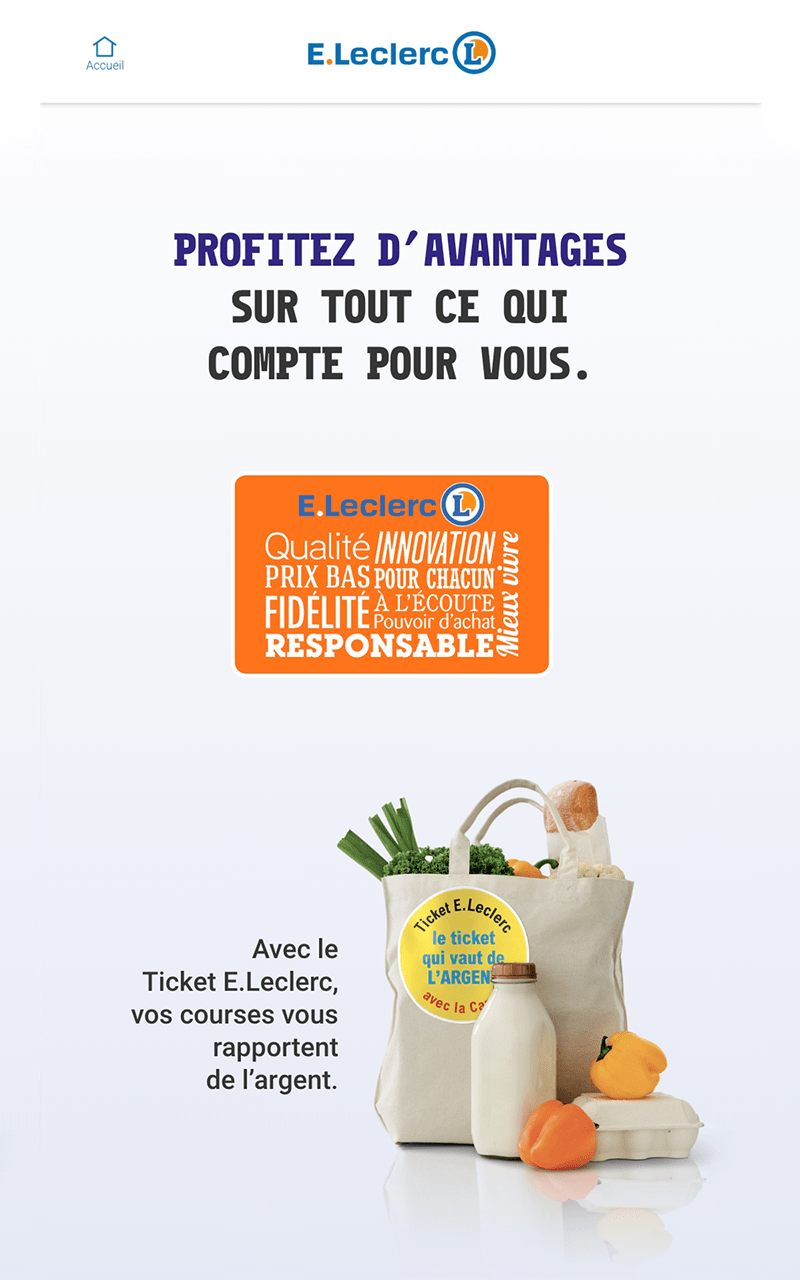 E.Leclerc L
Accueil
PROFITEZ D'AVANTAGES
SUR TOUT CE QUI
COMPTE POUR VOUS.
E.Leclerc L
Qualité INNOVATION
PRIX BAS POUR CHACUN
FIDÉLITÉ À L'ÉCOUTE
Pouvoir d'achat
RESPONSABLE
Mieux vivre
Ticket E.Leclerc
le ticket
qui vaut de
L'ARGEN
avec la Ca
Avec le
Ticket E.Leclerc,
vos courses vous
rapportent
de l'argent.